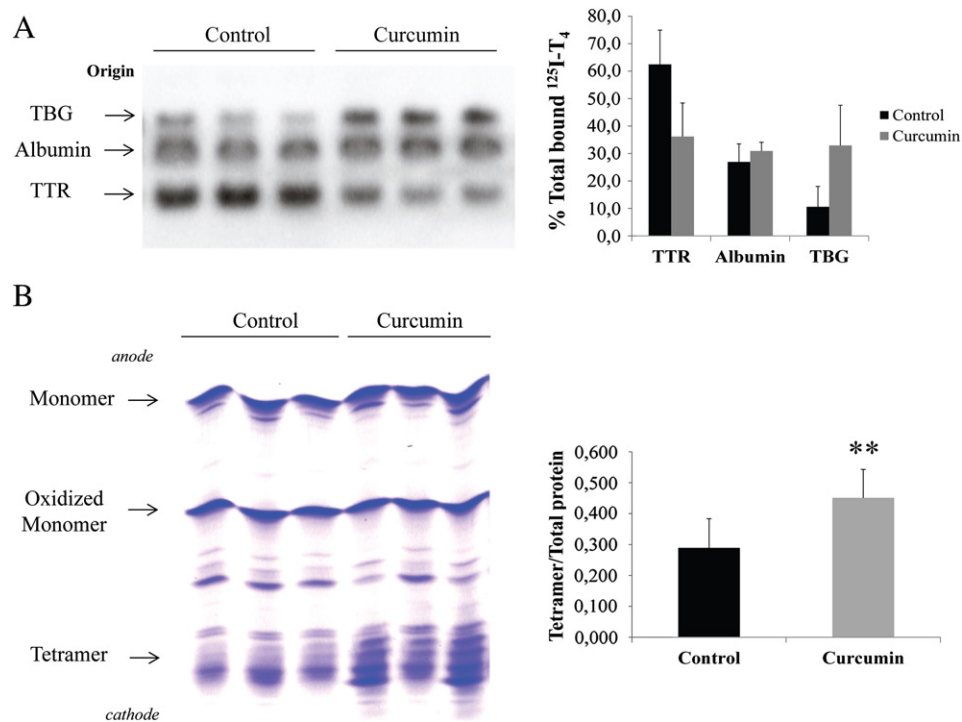 A
Control
Curcumin
Origin
TBG
Albumin
TTR
% Total bound ¹²⁵I-T₄
80,0
70,0
60,0
50,0
40,0
30,0
20,0
10,0
0,0
TTR
Albumin
TBG
Control
Curcumin
B
Control
Curcumin
anode
Monomer
Oxidized
Monomer
Tetramer
cathode
Tetramer/Total protein
0,600
0,500
0,400
0,300
0,200
0,100
0,000
**
Control
Curcumin